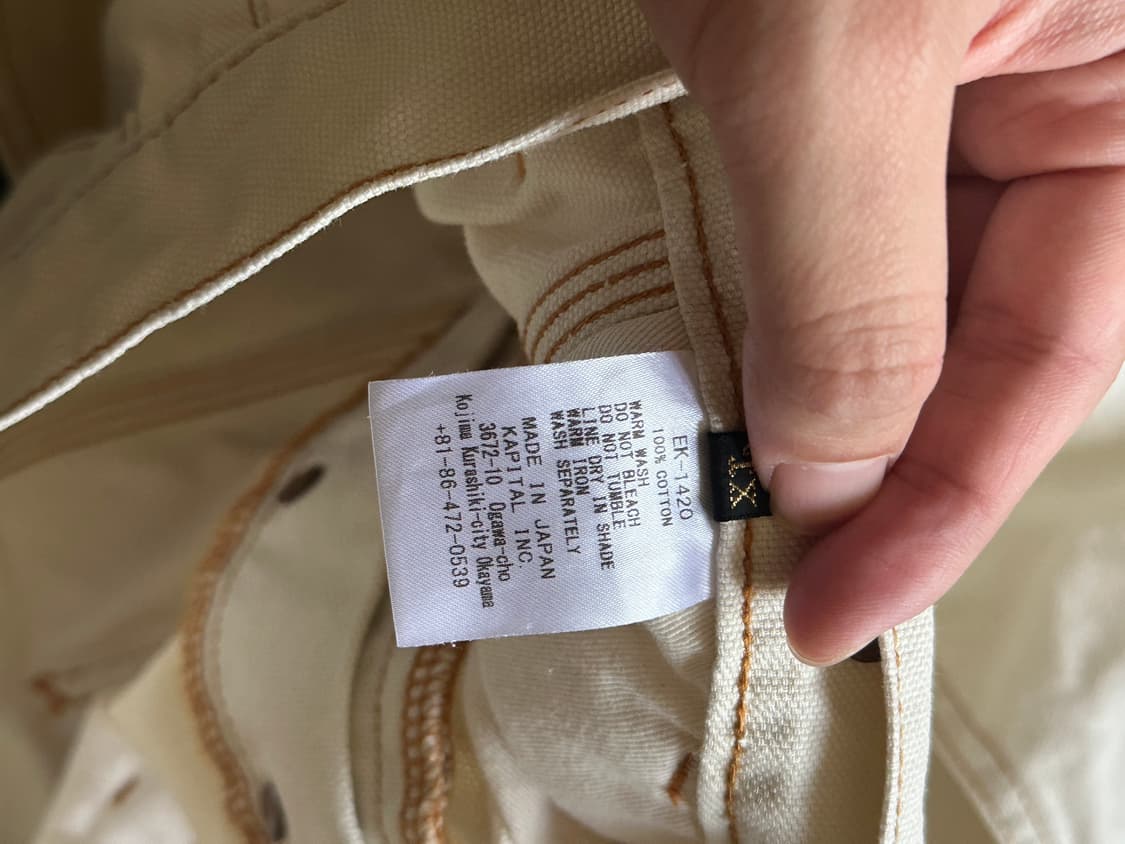 EK-1420
100% COTTON
WARM WASH
DO NOT BLEACH
DO NOT TUMBLE
LINE DRY IN SHADE
WARM IRON
WASH SEPARATELY
MADE IN JAPAN
KAPITAL INC.
3672-10 Ogawa-cho
Kojima Kurashiki-city Okayama
+81-86-472-0539